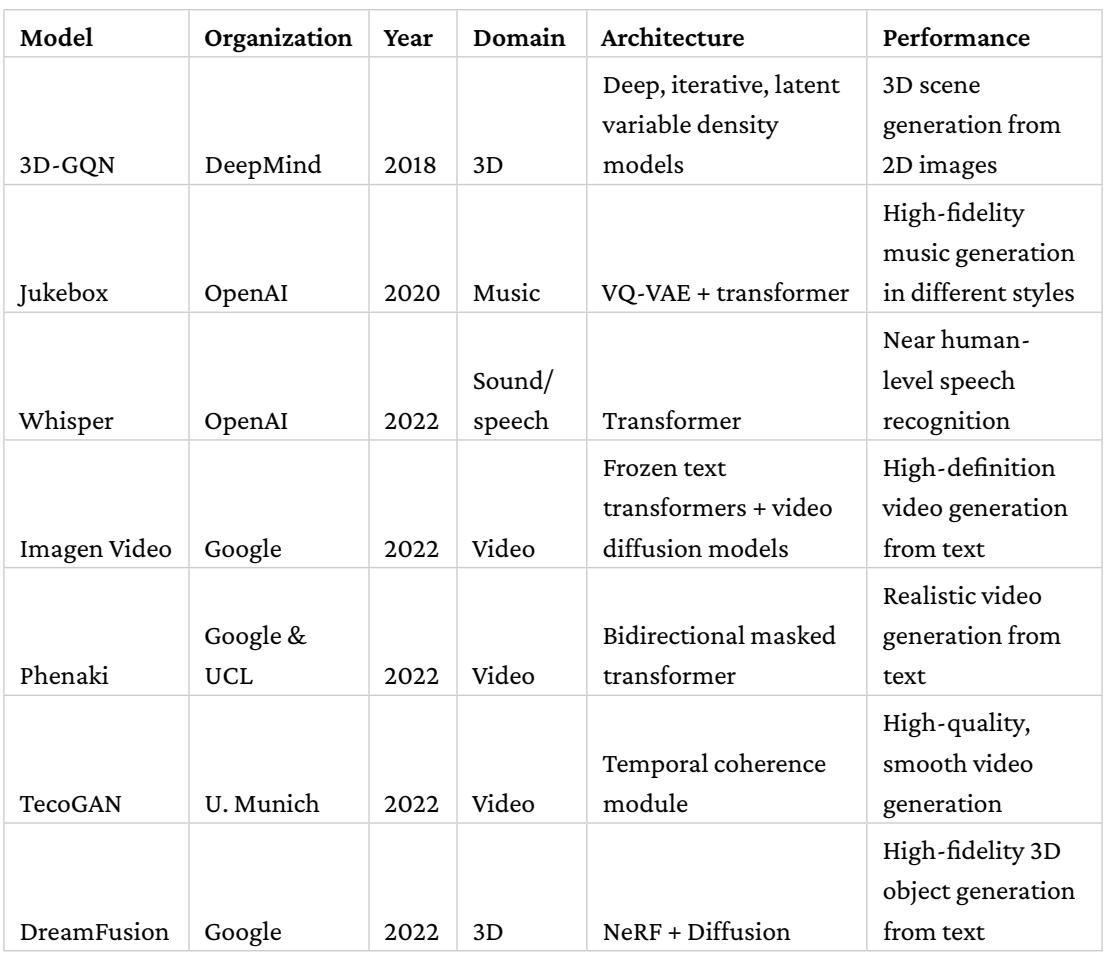 Model Organization Year Domain Architecture Performance
Deep, iterative, latent 3D scene
variable density generation from
3D-GQN DeepMind 2018 3D models 2D images
High-fidelity
music generation
Jukebox OpenAI 2020 Music VQ-VAE + transformer in different styles
Near human-
Sound/ level speech
Whisper OpenAI 2022 speech Transformer recognition
Frozen text High-definition
transformers + video video generation
Imagen Video Google 2022 Video diffusion models from text
Realistic video
Google & Bidirectional masked generation from
Phenaki UCL 2022 Video transformer text
High-quality,
Temporal coherence smooth video
TecoGAN U. Munich 2022 Video module generation
High-fidelity 3D
object generation
DreamFusion Google 2022 3D NeRF + Diffusion from text